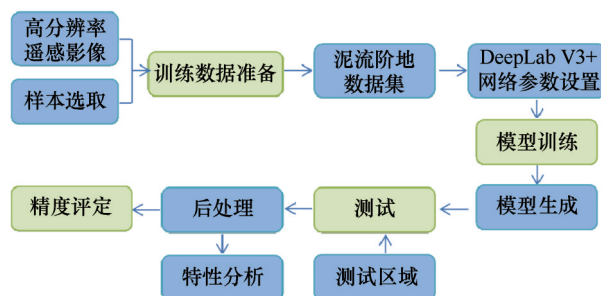 高分辨率
遥感影像
样本选取
训练数据准备
泥流阶地
数据集
DeepLab V3+
网络参数设置
模型训练
模型生成
测试
后处理
精度评定
特性分析
测试区域